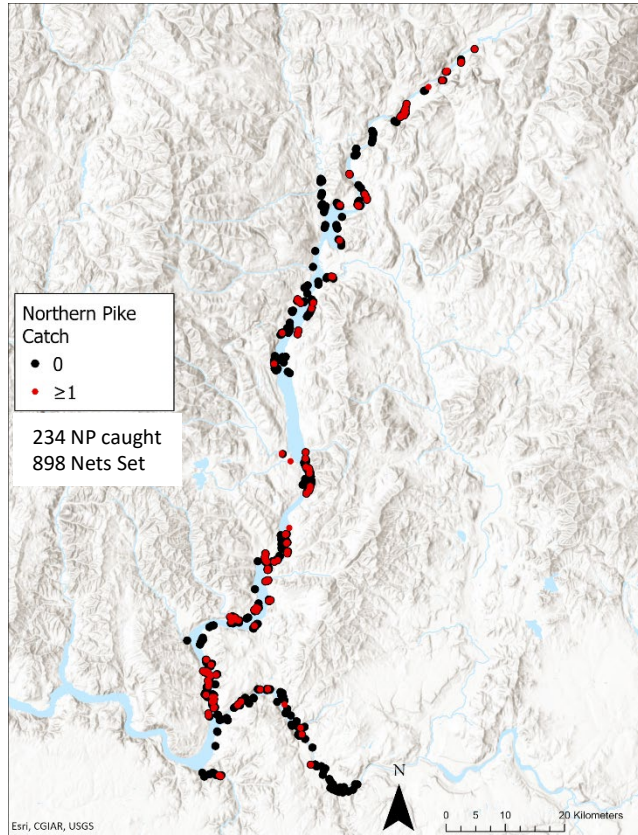 Northern Pike
Catch
0
≥1
234 NP caught
898 Nets Set
N
0 5 10 20 Kilometers
Esri, CGIAR, USGS